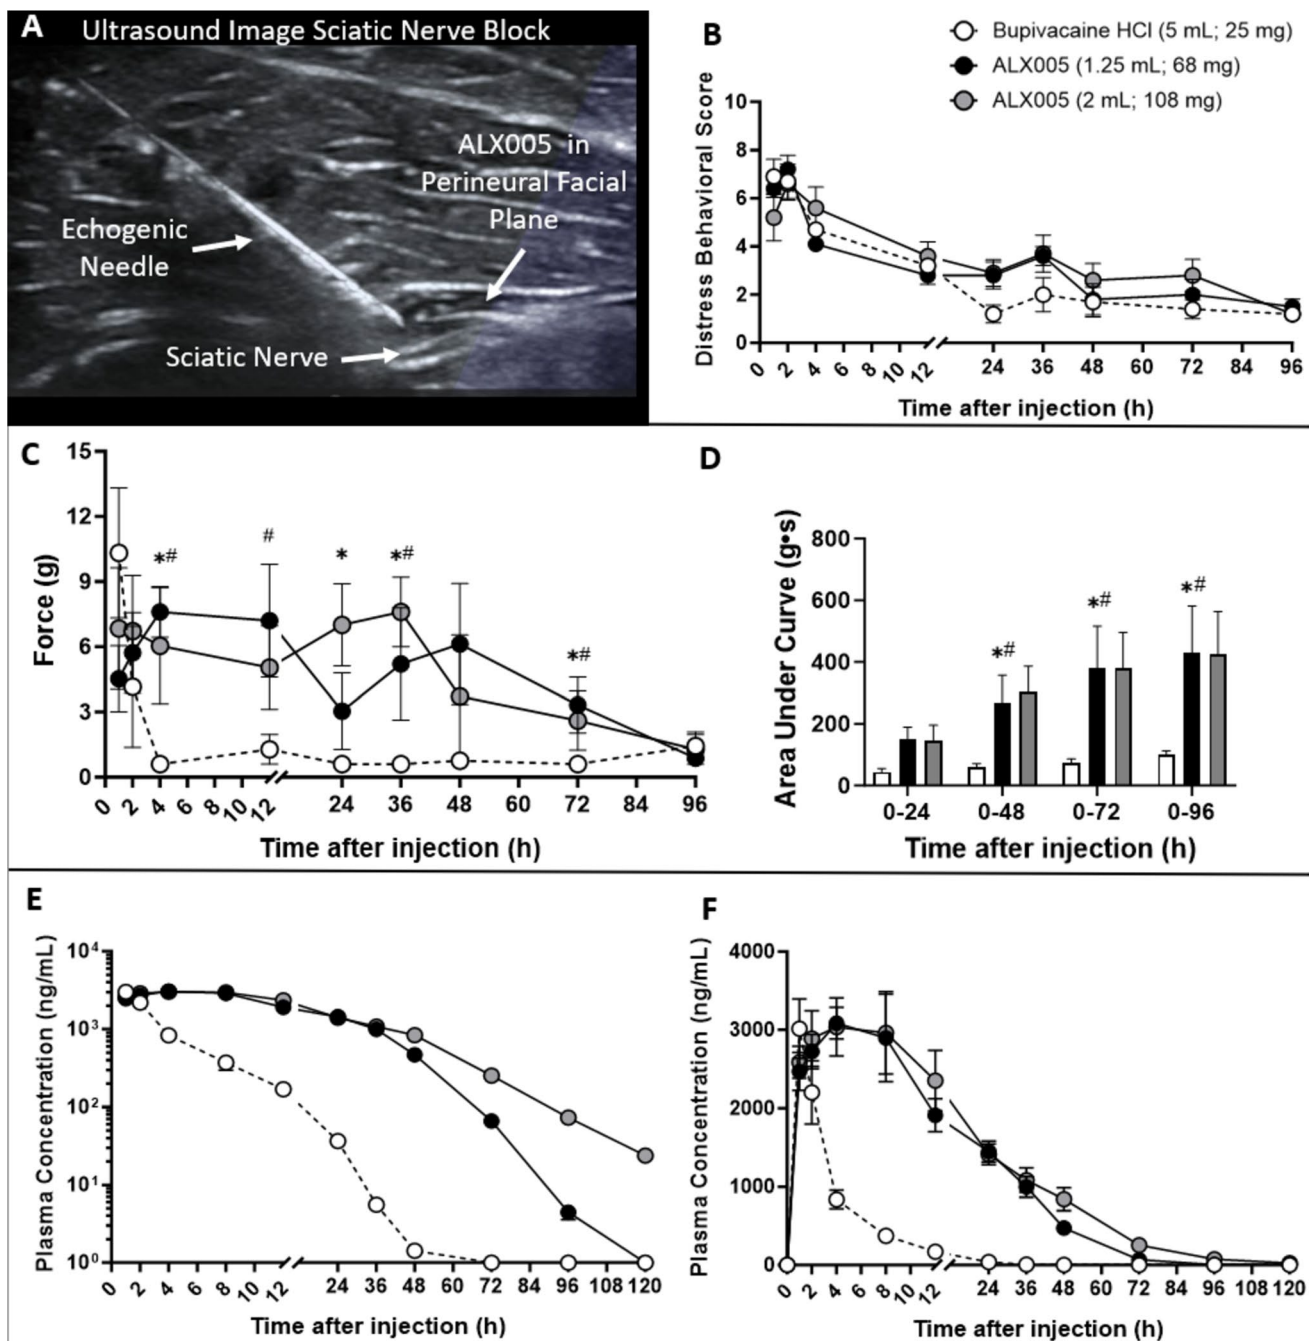 A
Ultrasound Image Sciatic Nerve Block
ALX005 in
Perineural Facial
Plane
Echogenic
Needle
Sciatic Nerve
B
Bupivacaine HCl (5 mL; 25 mg)
ALX005 (1.25 mL; 68 mg)
ALX005 (2 mL; 108 mg)
Distress Behavioral Score
10
8
6
4
2
0
0 2 4 6 8 10 12 24 36 48 60 72 84 96
Time after injection (h)
C
Force (g)
15
12
9
6
3
0
*# # * *# *#
0 2 4 6 8 10 12 24 36 48 60 72 84 96
Time after injection (h)
D
Area Under Curve (g•s)
800
600
400
200
0
*# *# *#
0-24 0-48 0-72 0-96
Time after injection (h)
E
Plasma Concentration (ng/mL)
10⁴
10³
10²
10¹
10⁰
0 2 4 6 8 10 12 24 36 48 60 72 84 96 108 120
Time after injection (h)
F
Plasma Concentration (ng/mL)
4000
3000
2000
1000
0
0 2 4 6 8 10 12 24 36 48 60 72 84 96 108 120
Time after injection (h)